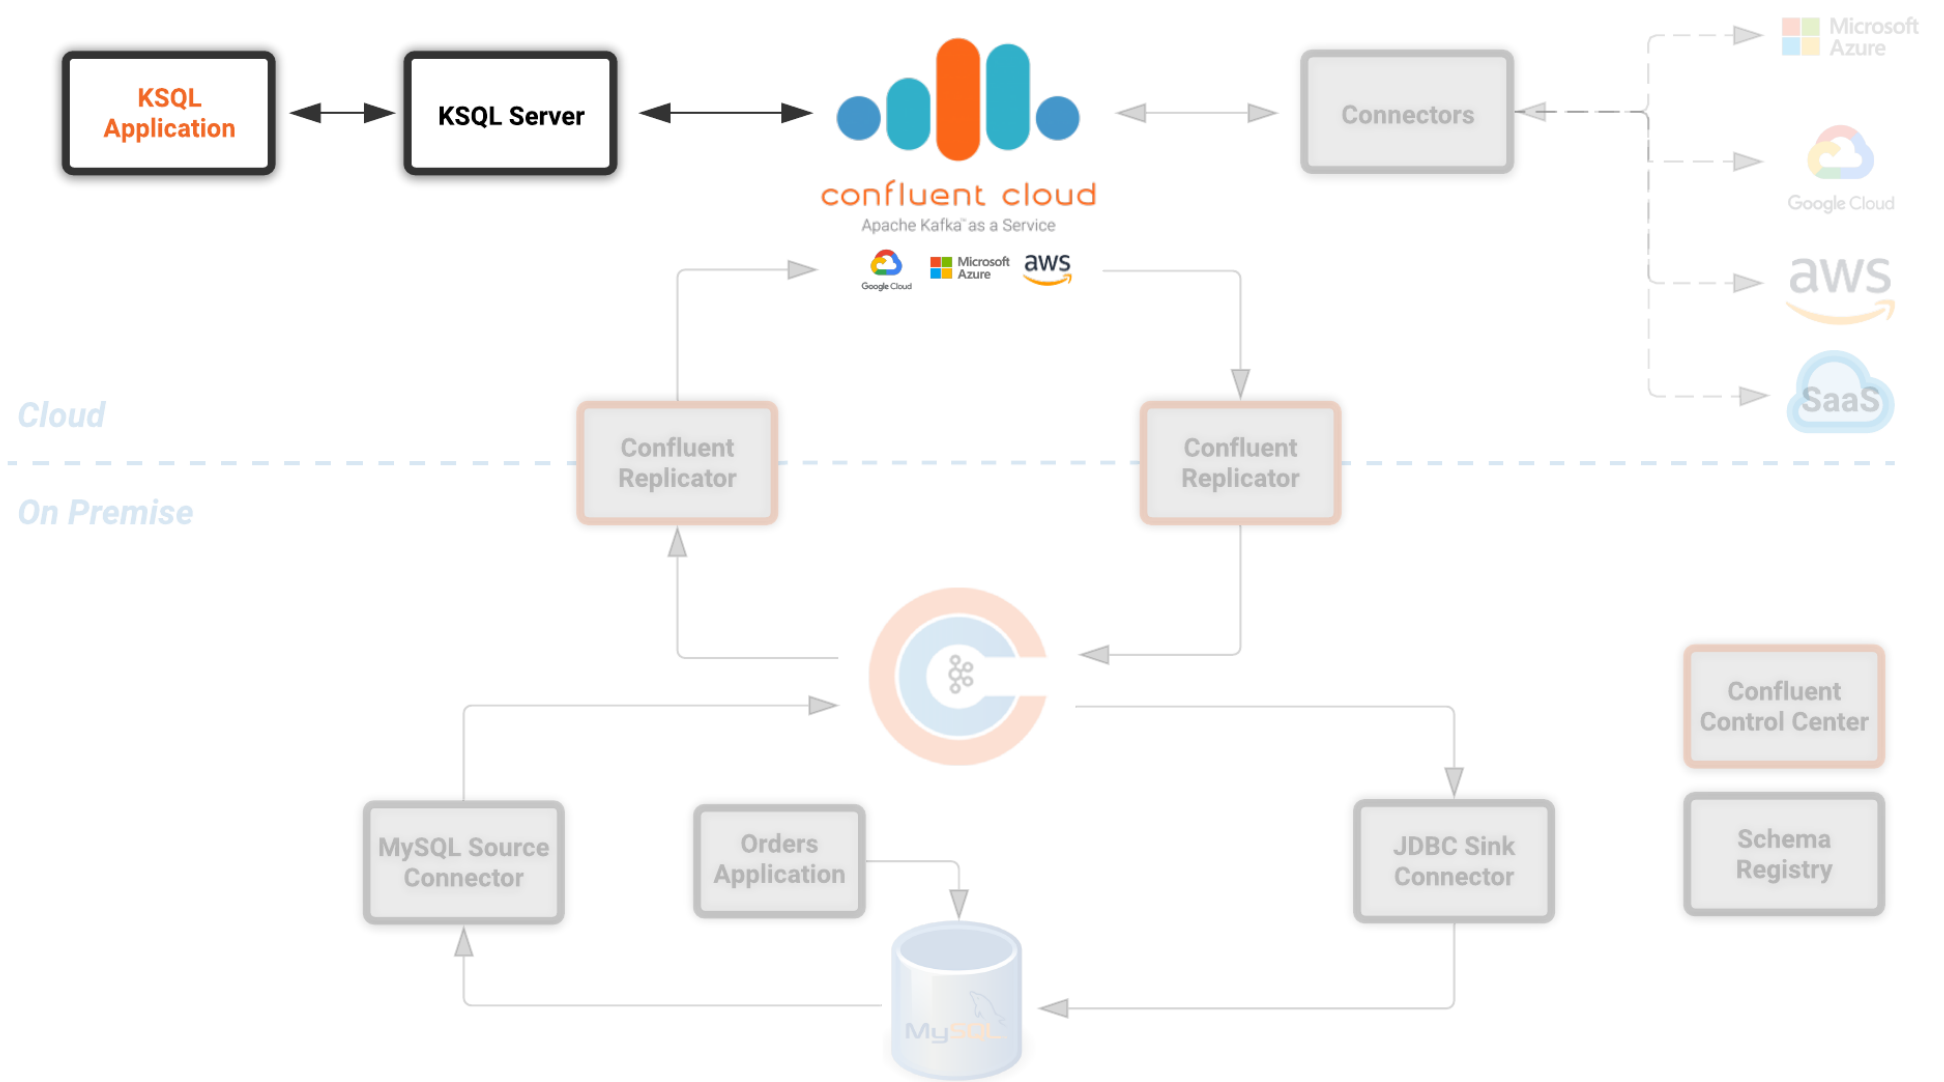 KSQL
Application
KSQL Server
confluent cloud
Apache Kafka™ as a Service
Google Cloud
Microsoft
Azure
aws
Connectors
Microsoft
Azure
Google Cloud
aws
SaaS
Cloud
On Premise
Confluent
Replicator
Confluent
Replicator
Confluent
Control Center
MySQL Source
Connector
Orders
Application
JDBC Sink
Connector
Schema
Registry
MySQL